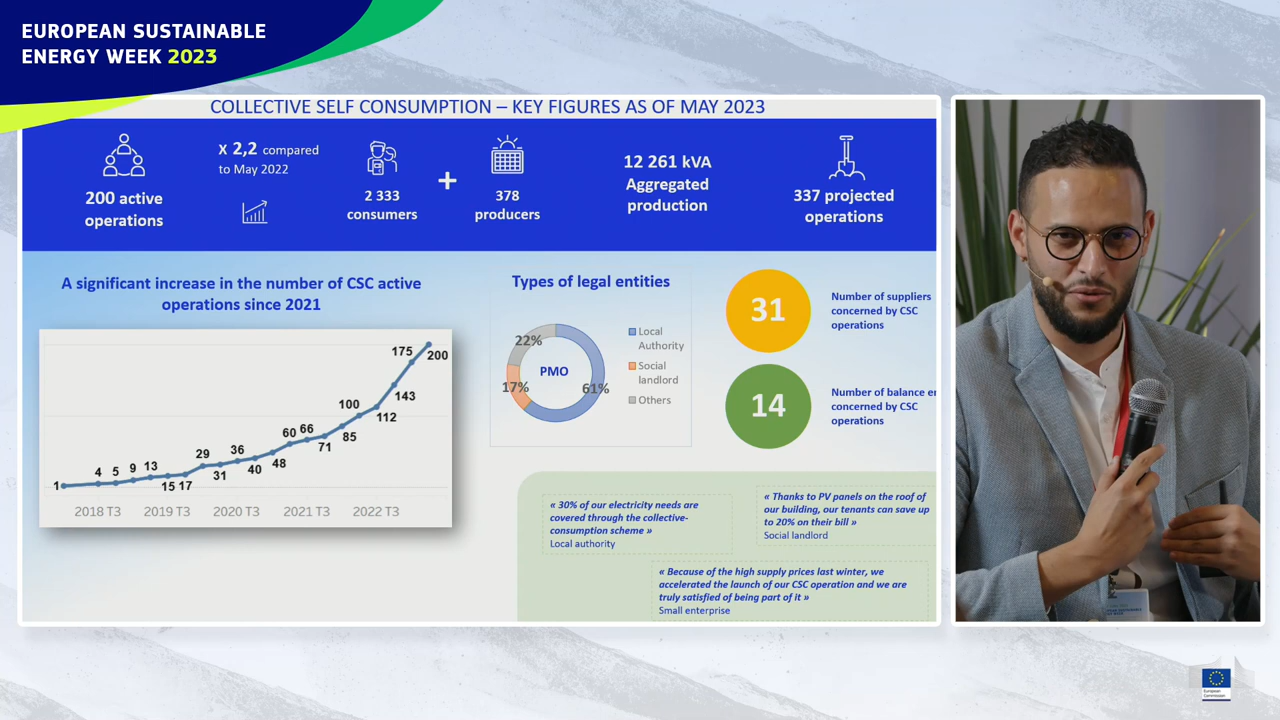 EUROPEAN SUSTAINABLE
ENERGY WEEK 2023
COLLECTIVE SELF CONSUMPTION – KEY FIGURES AS OF MAY 2023
200 active
operations
x 2,2 compared
to May 2022
2 333
consumers
+
378
producers
12 261 kVA
Aggregated
production
337 projected
operations
A significant increase in the number of CSC active
operations since 2021
1
4
5
9
13
15
17
29
31
36
40
48
60
66
71
85
100
112
143
175
200
2018 T3
2019 T3
2020 T3
2021 T3
2022 T3
Types of legal entities
22%
17%
61%
PMO
Local
Authority
Social
landlord
Others
31
Number of suppliers
concerned by CSC
operations
14
Number of balance
concerned by CSC
operations
« 30% of our electricity needs are
covered through the collective-
consumption scheme »
Local authority
« Thanks to PV panels on the roof of
our building, our tenants can save up
to 20% on their bill »
Social landlord
« Because of the high supply prices last winter, we
accelerated the launch of our CSC operation and we are
truly satisfied of being part of it »
Small enterprise
European
Commission